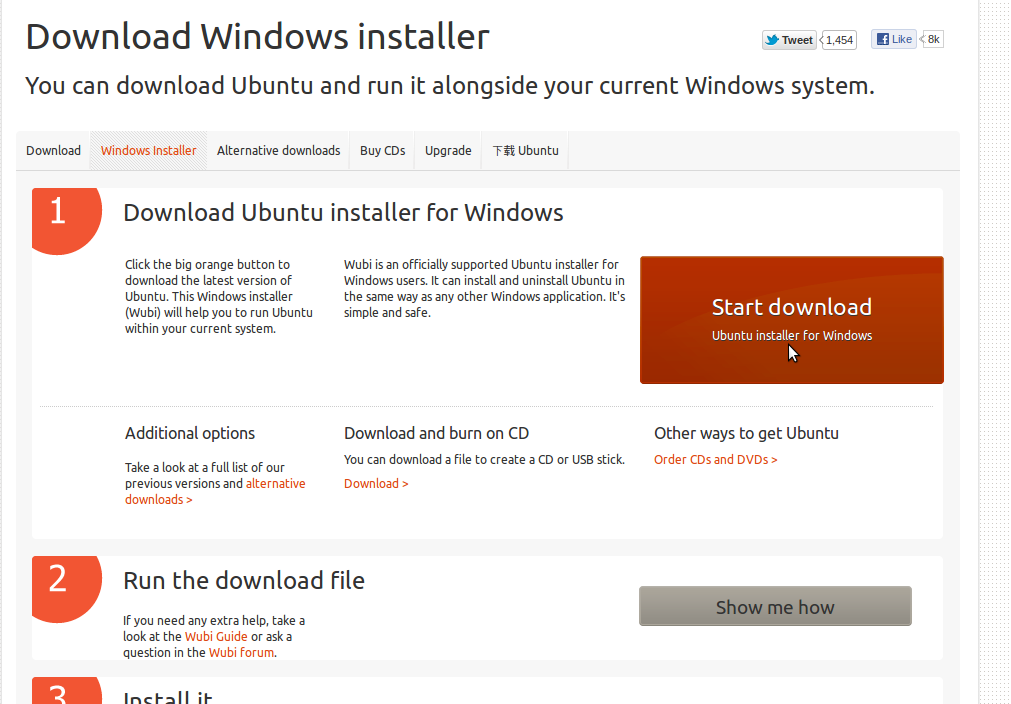 Download Windows installer
Tweet 1,454 Like 8k
You can download Ubuntu and run it alongside your current Windows system.
Download Windows Installer Alternative downloads Buy CDs Upgrade 下载 Ubuntu
1
Download Ubuntu installer for Windows
Click the big orange button to
download the latest version of
Ubuntu. This Windows installer
(Wubi) will help you to run Ubuntu
within your current system.
Wubi is an officially supported Ubuntu installer for
Windows users. It can install and uninstall Ubuntu in
the same way as any other Windows application. It's
simple and safe.
Start download
Ubuntu installer for Windows
Additional options
Take a look at a full list of our
previous versions and alternative
downloads >
Download and burn on CD
You can download a file to create a CD or USB stick.
Download >
Other ways to get Ubuntu
Order CDs and DVDs >
2
Run the download file
If you need any extra help, take a
look at the Wubi Guide or ask a
question in the Wubi forum.
Show me how
3
Install it